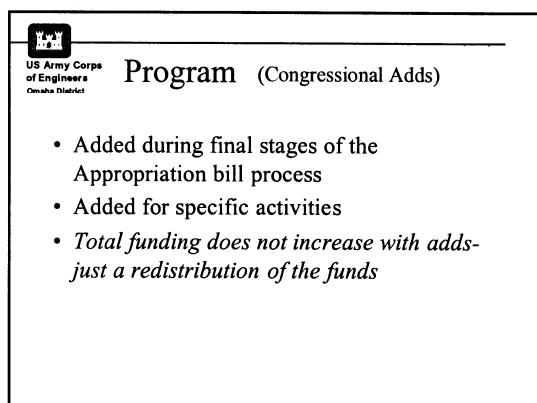 US Army Corps
of Engineers
Omaha District
Program (Congressional Adds)
• Added during final stages of the
Appropriation bill process
• Added for specific activities
• Total funding does not increase with adds-
just a redistribution of the funds